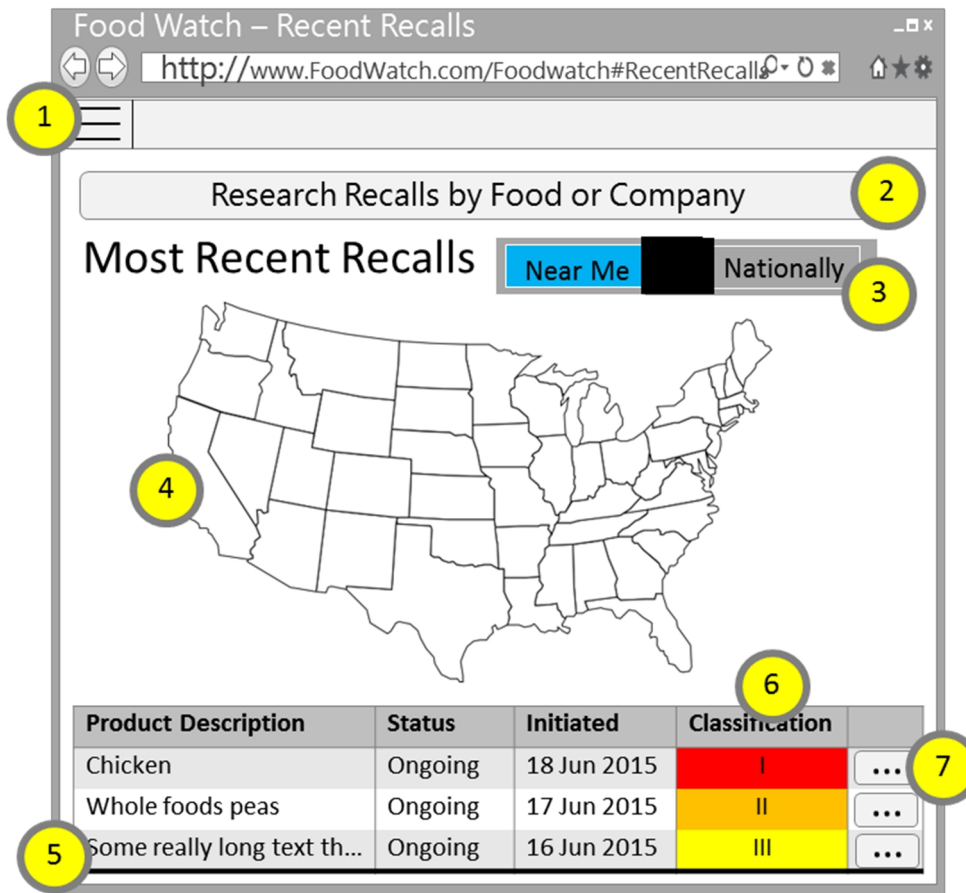 Food Watch – Recent Recalls
http://www.FoodWatch.com/Foodwatch#RecentRecalls
1
Research Recalls by Food or Company
2
Most Recent Recalls
Near Me Nationally
3
4
6
Product Description Status Initiated Classification
Chicken Ongoing 18 Jun 2015 I ...
7
Whole foods peas Ongoing 17 Jun 2015 II ...
Some really long text th... Ongoing 16 Jun 2015 III ...
5